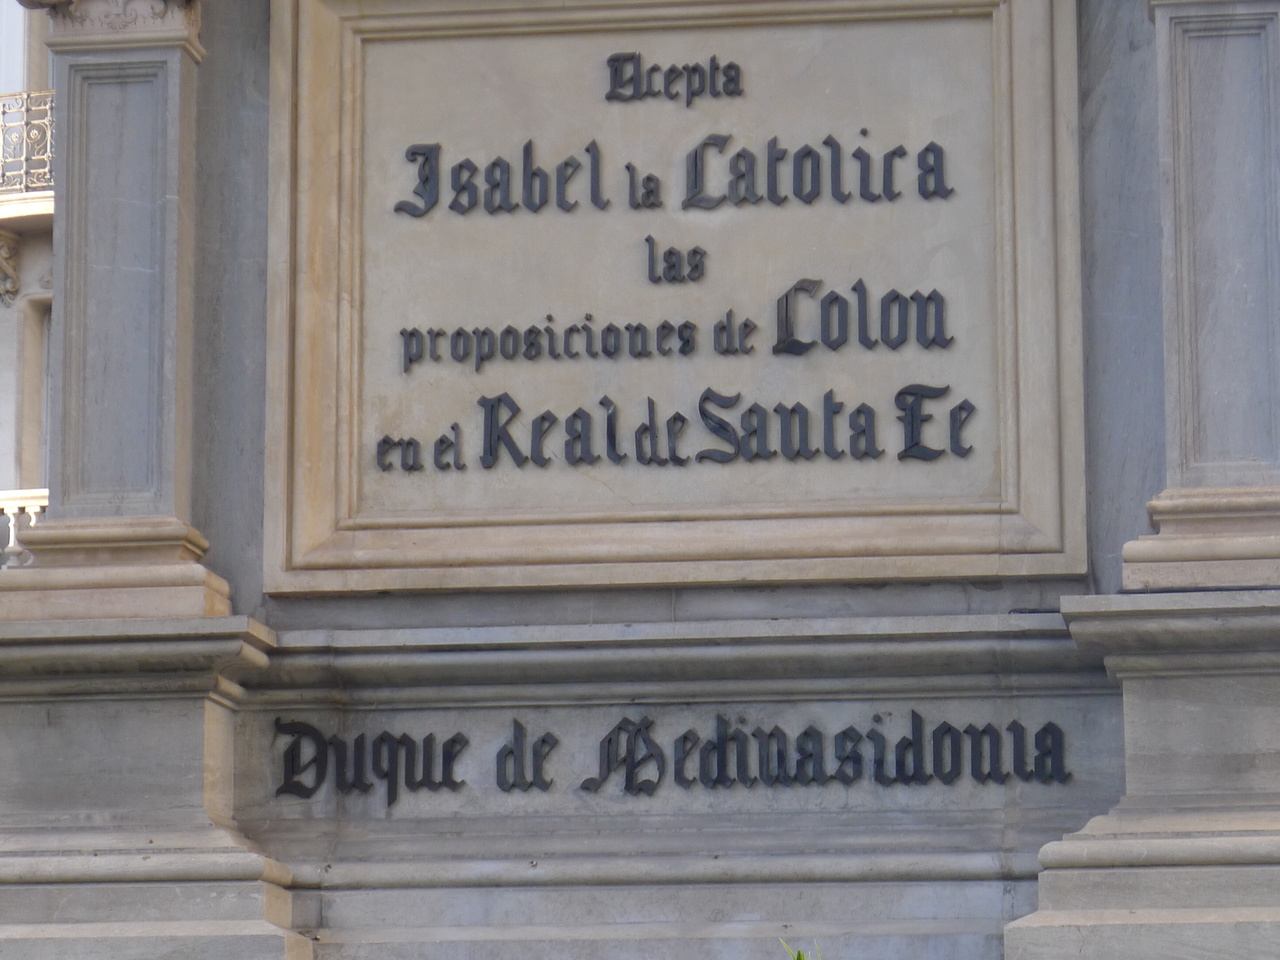 Acepta
Isabel la Catolica
las
proposiciones de Colon
en el Real de Santa Fe
Duque de Medinasidonia